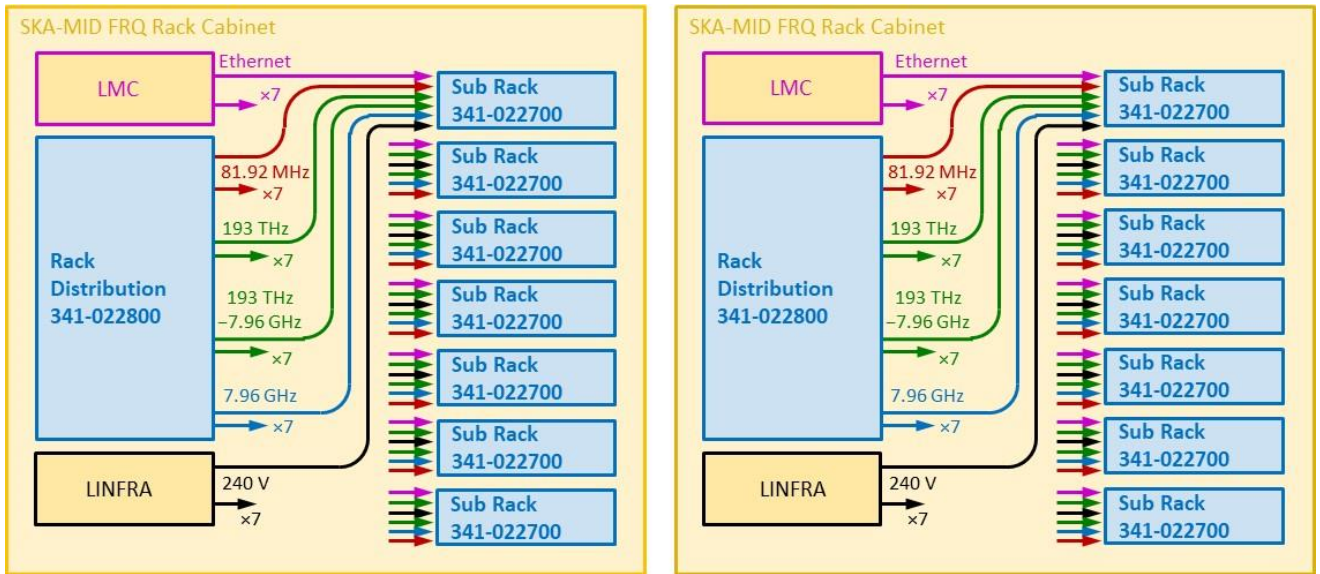 SKA-MID FRQ Rack Cabinet
LMC
Ethernet
×7
Rack
Distribution
341-022800
81.92 MHz
×7
193 THz
×7
193 THz
−7.96 GHz
×7
7.96 GHz
×7
LINFRA
240 V
×7
Sub Rack
341-022700
Sub Rack
341-022700
Sub Rack
341-022700
Sub Rack
341-022700
Sub Rack
341-022700
Sub Rack
341-022700
Sub Rack
341-022700
SKA-MID FRQ Rack Cabinet
LMC
Ethernet
×7
Rack
Distribution
341-022800
81.92 MHz
×7
193 THz
×7
193 THz
−7.96 GHz
×7
7.96 GHz
×7
LINFRA
240 V
×7
Sub Rack
341-022700
Sub Rack
341-022700
Sub Rack
341-022700
Sub Rack
341-022700
Sub Rack
341-022700
Sub Rack
341-022700
Sub Rack
341-022700